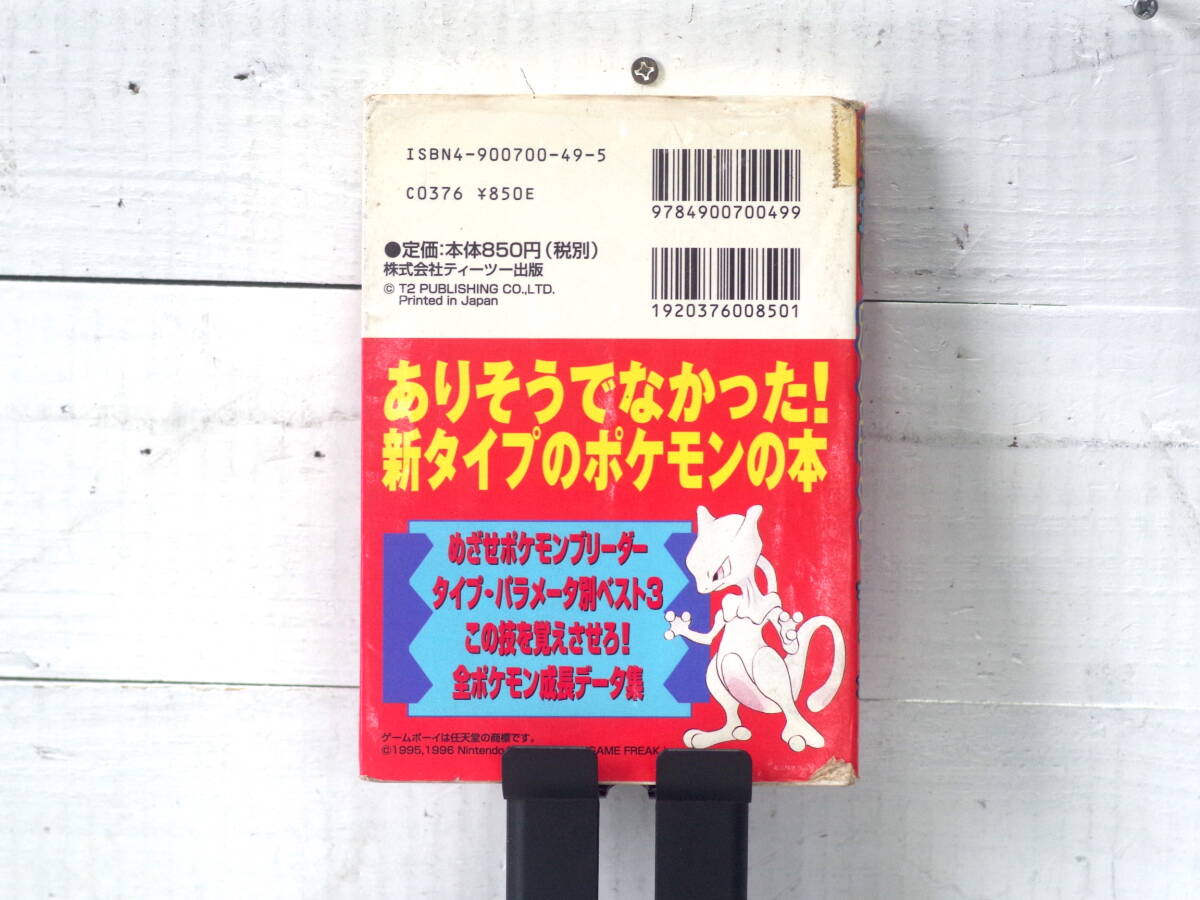 ISBN4-900700-49-5
C0376 ¥850E
9784900700499
●定価:本体850円(税別)
株式会社ティーツー出版
© T2 PUBLISHING CO.,LTD.
Printed in Japan
1920376008501
ありそうでなかった!
新タイプのポケモンの本
めざせポケモンブリーダー
タイプ・パラメータ別ベスト3
この技を覚えさせろ!
全ポケモン成長データ集
ゲームボーイは任天堂の商標です。
©1995,1996 Nintendo GAME FREAK